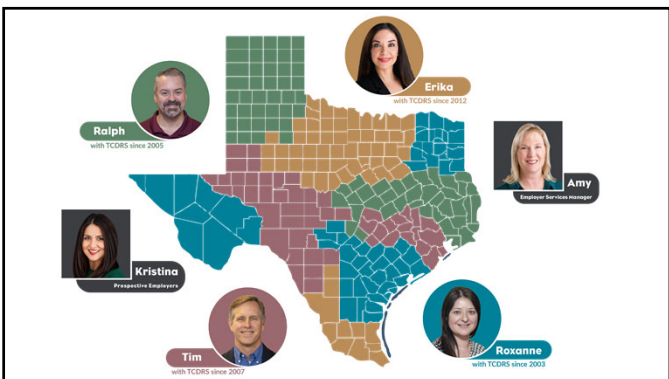 Erika
with TCDRS since 2012
Ralph
with TCDRS since 2005
Amy
Employer Services Manager
Kristina
Prospective Employers
Tim
with TCDRS since 2007
Roxanne
with TCDRS since 2003